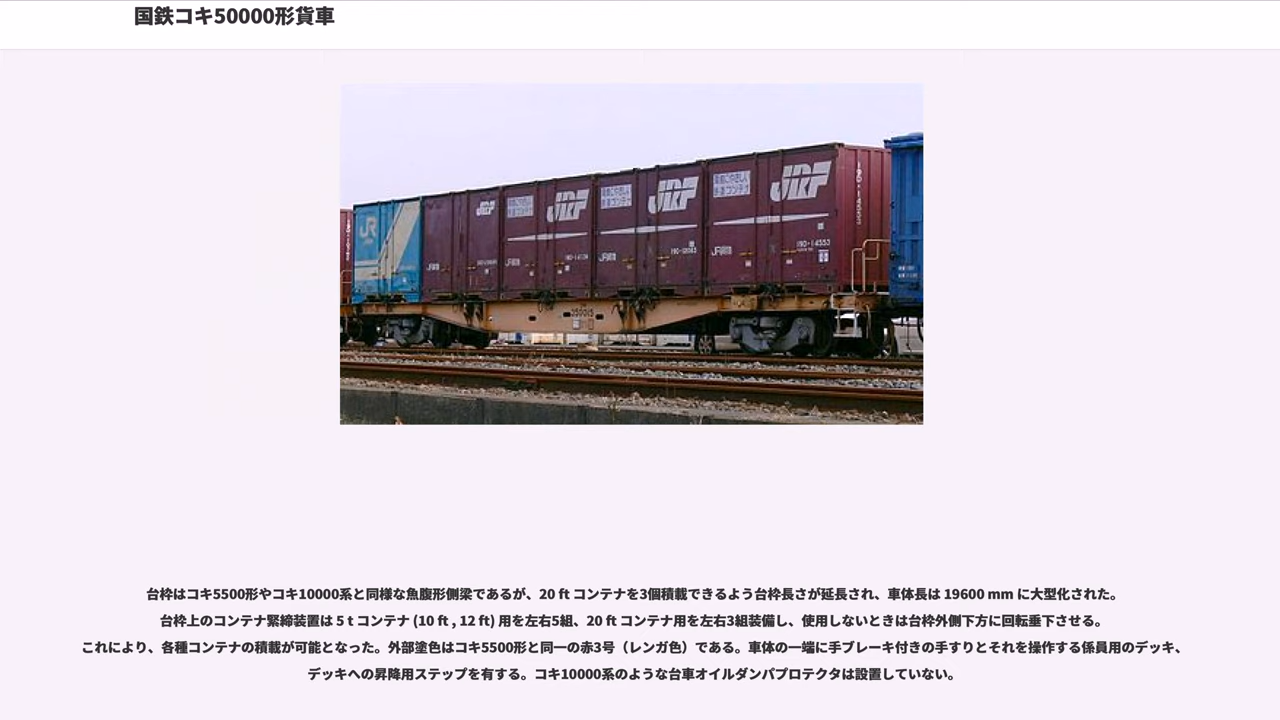 国鉄コキ50000形貨車
JR
JRF
JRF
JRF
JRF
19D-14553
台枠はコキ5500形やコキ10000系と同様な魚腹形側梁であるが、20 ft コンテナを3個積載できるよう台枠長さが延長され、車体長は 19600 mm に大型化された。
台枠上のコンテナ緊締装置は 5 t コンテナ (10 ft , 12 ft) 用を左右5組、20 ft コンテナ用を左右3組装備し、使用しないときは台枠外側下方に回転垂下させる。
これにより、各種コンテナの積載が可能となった。外部塗色はコキ5500形と同一の赤3号（レンガ色）である。車体の一端に手ブレーキ付きの手すりとそれを操作する係員用のデッキ、
デッキへの昇降用ステップを有する。コキ10000系のような台車オイルダンパプロテクタは設置していない。